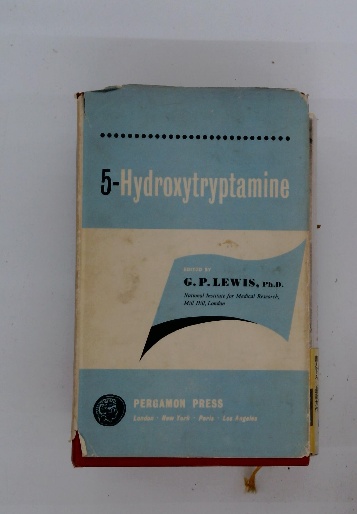 5-Hydroxytryptamine
EDITED BY
G. P. LEWIS, Ph.D.
National Institute for Medical Research,
Mill Hill, London
PERGAMON PRESS
London · New York · Paris · Los Angeles